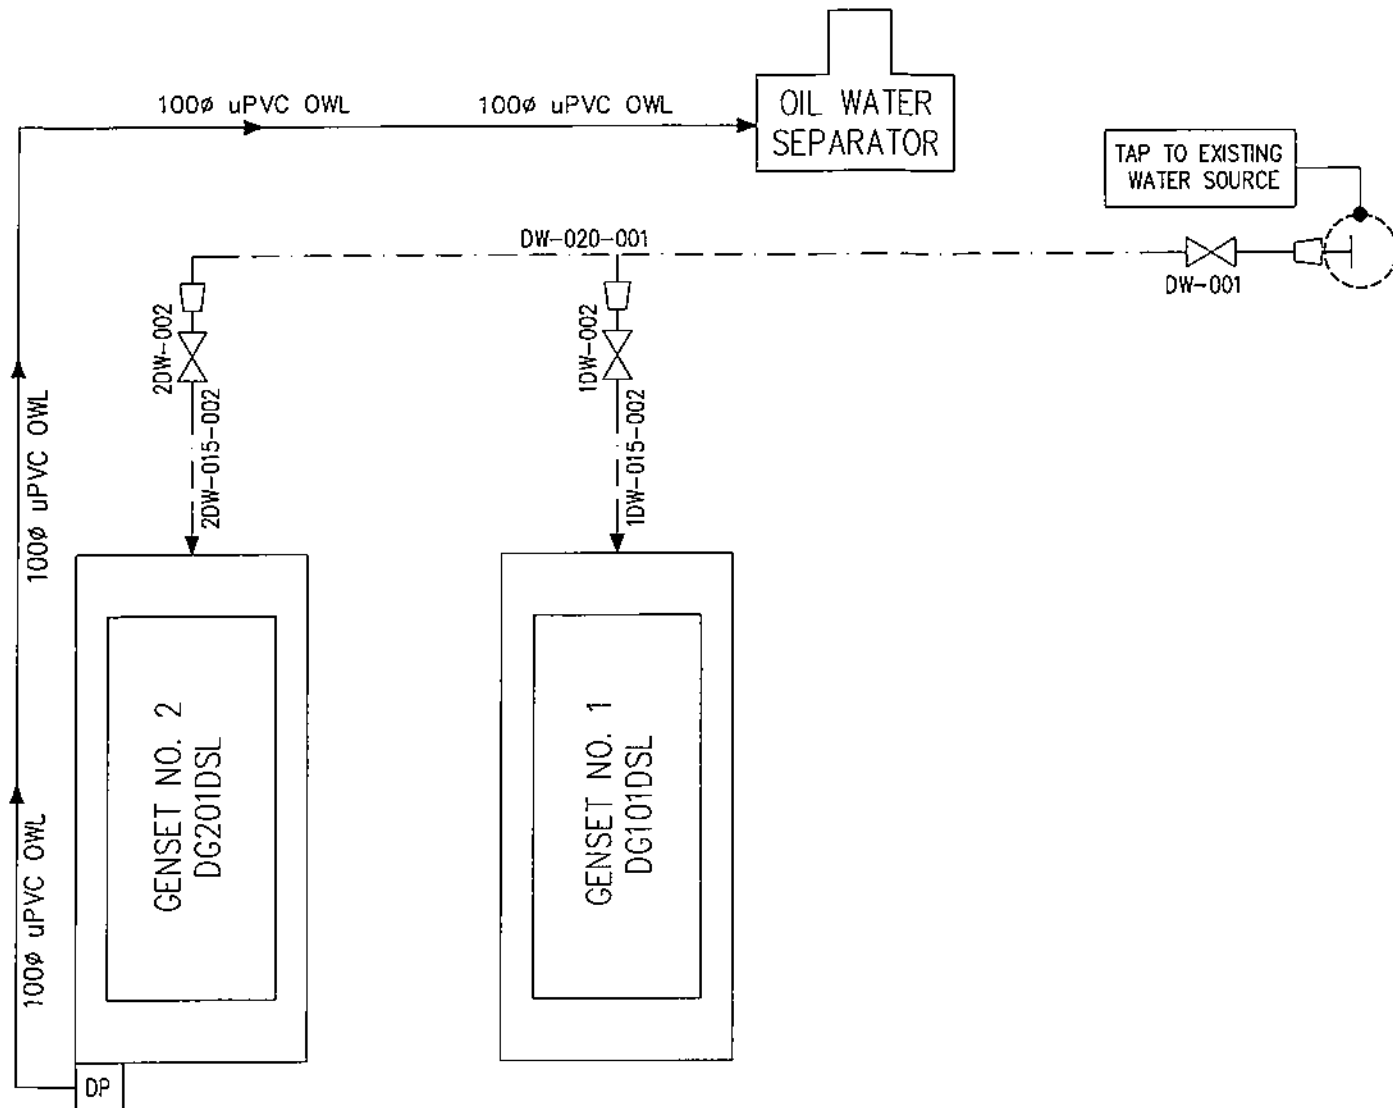 100ø uPVC OWL
100ø uPVC OWL
OIL WATER
SEPARATOR
TAP TO EXISTING
WATER SOURCE
DW-020-001
DW-001
2DW-002
2DW-015-002
1DW-002
1DW-015-002
100ø uPVC OWL
100ø uPVC OWL
GENSET NO. 2
DG201DSL
GENSET NO. 1
DG101DSL
DP